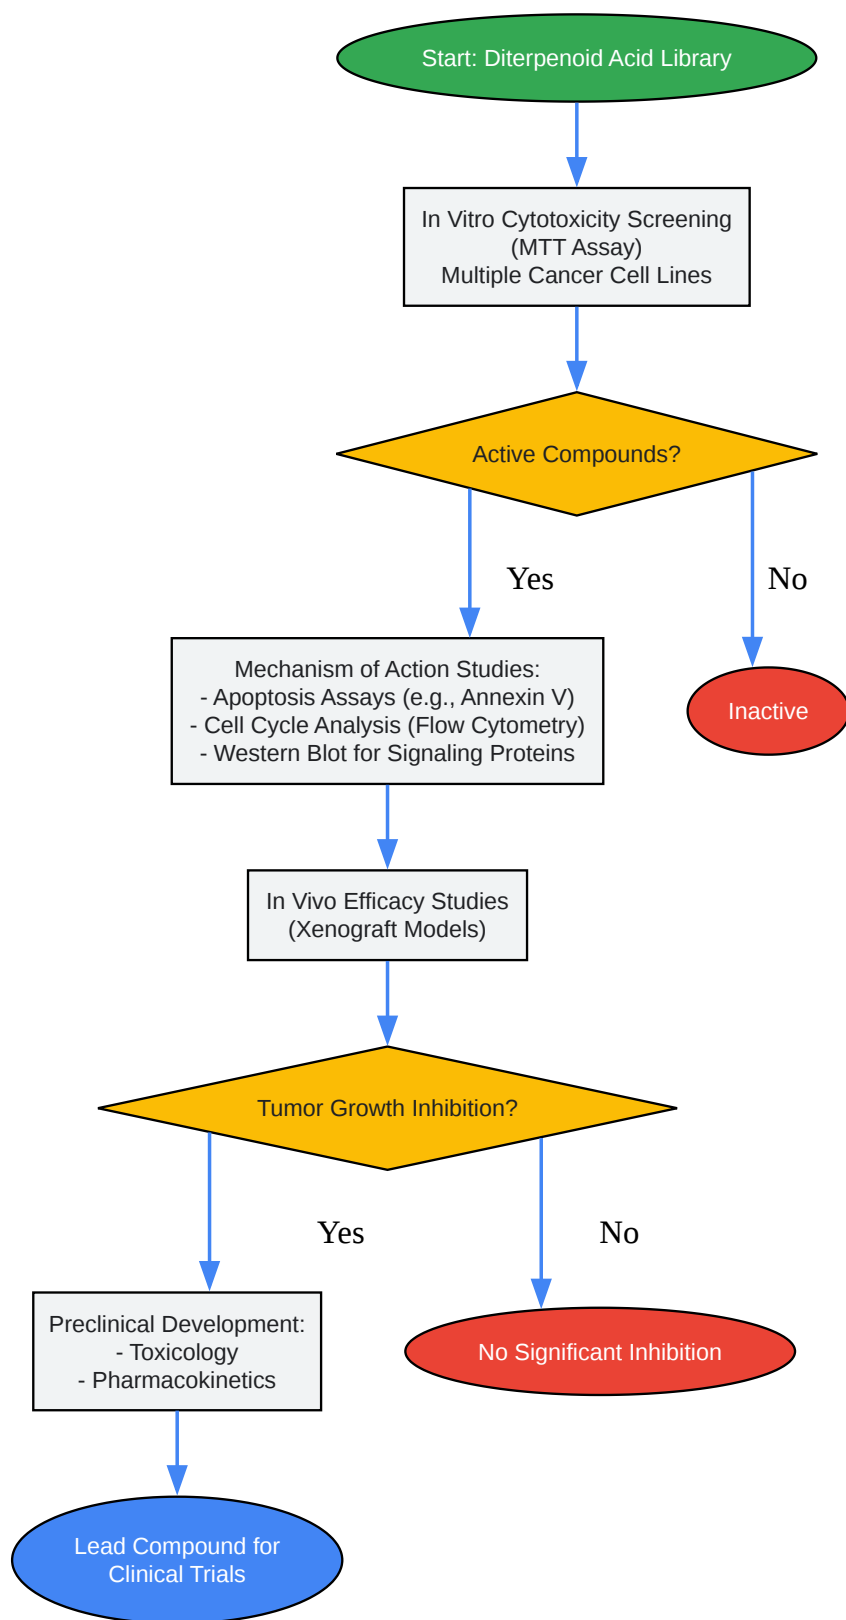 Start: Diterpenoid Acid Library
In Vitro Cytotoxicity Screening
(MTT Assay)
Multiple Cancer Cell Lines
Active Compounds?
Yes
No
Mechanism of Action Studies:
- Apoptosis Assays (e.g., Annexin V)
- Cell Cycle Analysis (Flow Cytometry)
- Western Blot for Signaling Proteins
Inactive
In Vivo Efficacy Studies
(Xenograft Models)
Tumor Growth Inhibition?
Yes
No
Preclinical Development:
- Toxicology
- Pharmacokinetics
No Significant Inhibition
Lead Compound for
Clinical Trials